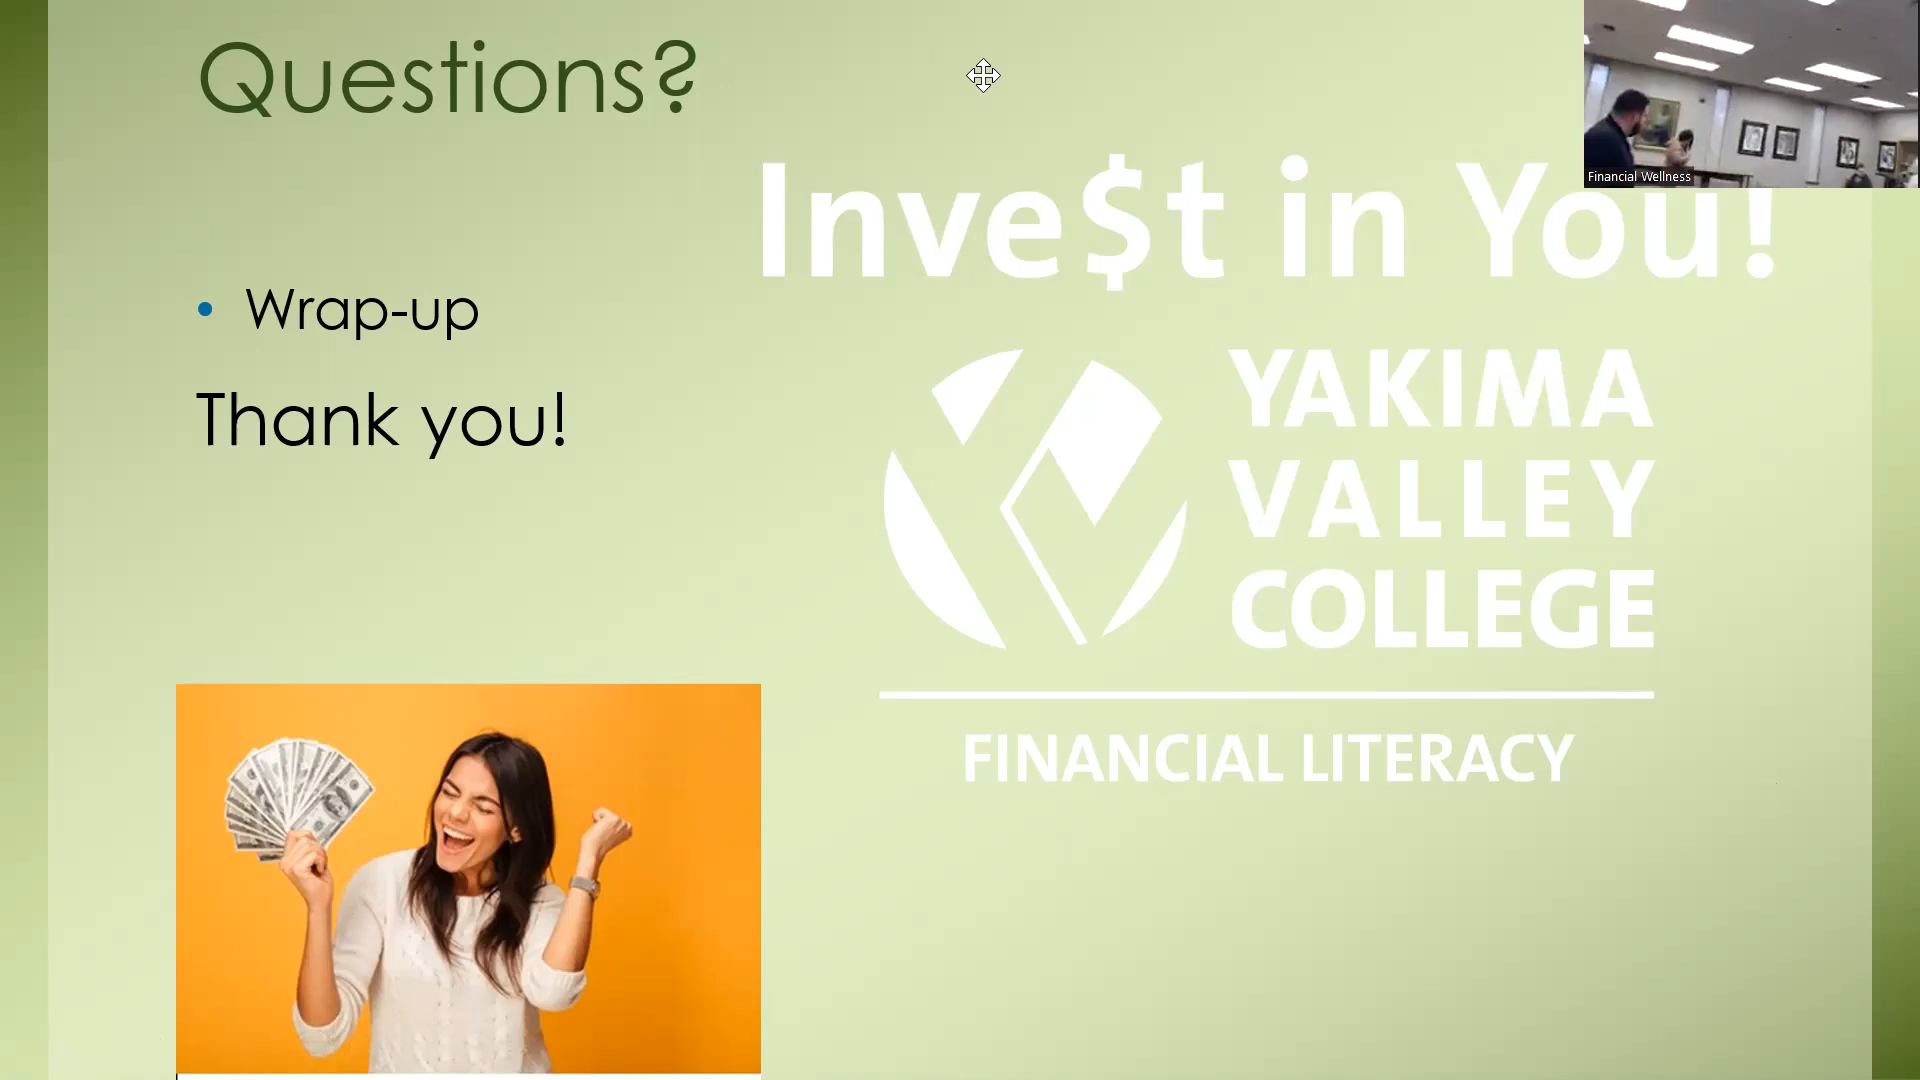 Questions?
Financial Wellness
Inve$t in You!
• Wrap-up
Thank you!
YAKIMA
VALLEY
COLLEGE
FINANCIAL LITERACY